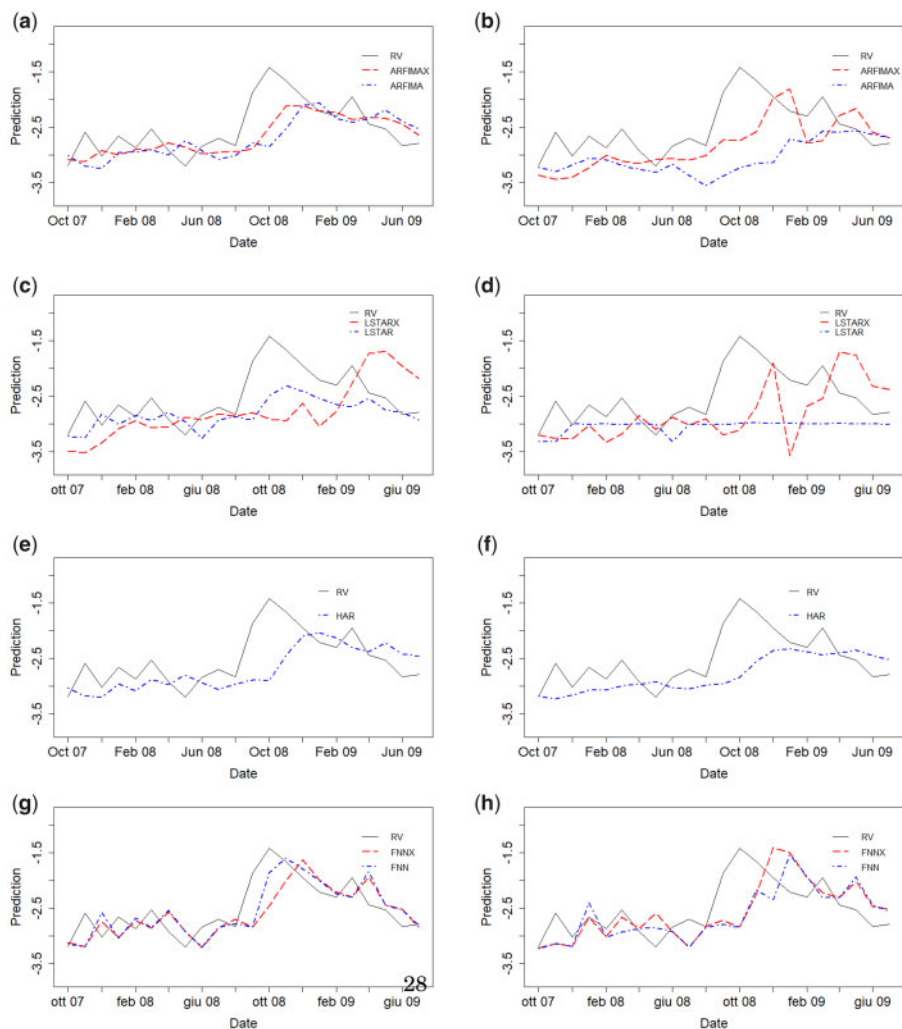 (a)
RV
ARFIMAX
ARFIMA
Prediction
-1.5
-2.5
-3.5
Oct 07 Feb 08 Jun 08 Oct 08 Feb 09 Jun 09
Date
(b)
RV
ARFIMAX
ARFIMA
Prediction
-1.5
-2.5
-3.5
Oct 07 Feb 08 Jun 08 Oct 08 Feb 09 Jun 09
Date
(c)
RV
LSTARX
LSTAR
Prediction
-1.5
-2.5
-3.5
ott 07 feb 08 giu 08 ott 08 feb 09 giu 09
Date
(d)
RV
LSTARX
LSTAR
Prediction
-1.5
-2.5
-3.5
ott 07 feb 08 giu 08 ott 08 feb 09 giu 09
Date
(e)
RV
HAR
Prediction
-1.5
-2.5
-3.5
Oct 07 Feb 08 Jun 08 Oct 08 Feb 09 Jun 09
Date
(f)
RV
HAR
Prediction
-1.5
-2.5
-3.5
Oct 07 Feb 08 Jun 08 Oct 08 Feb 09 Jun 09
Date
(g)
RV
FNNX
FNN
Prediction
-1.5
-2.5
-3.5
ott 07 feb 08 giu 08 ott 08 feb 09 giu 09
Date
(h)
RV
FNNX
FNN
Prediction
-1.5
-2.5
-3.5
ott 07 feb 08 giu 08 ott 08 feb 09 giu 09
Date
28